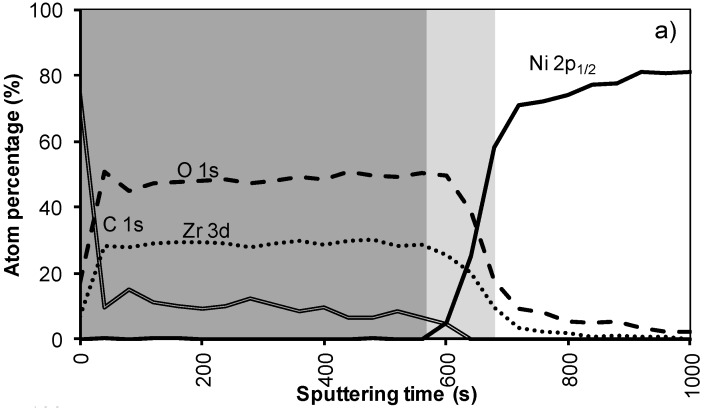 100
a)
Ni 2p1/2
80
60
O 1s
40
C 1s
Zr 3d
20
0
Atom percentage (%)
0
200
400
600
800
1000
Sputtering time (s)